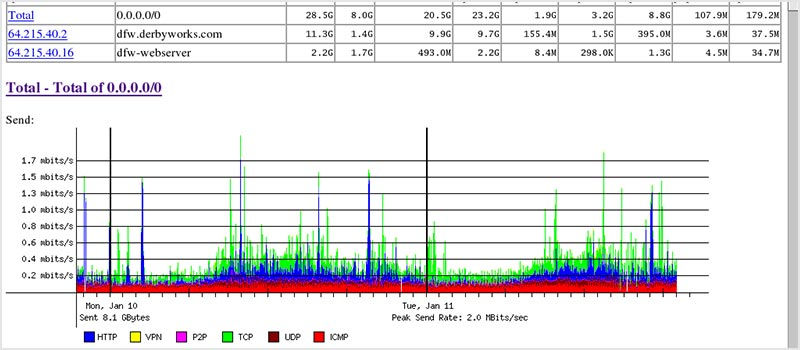 Total 0.0.0.0/0 28.5G 8.0G 20.5G 23.2G 1.9G 3.2G 8.8G 107.9M 179.2M
64.215.40.2 dfw.derbyworks.com 11.3G 1.4G 9.9G 9.7G 155.4M 1.5G 395.0M 3.6M 37.5M
64.215.40.16 dfw-webserver 2.2G 1.7G 493.0M 2.2G 8.4M 298.0K 1.3G 4.5M 34.7M
Total - Total of 0.0.0.0/0
Send:
1.7 mbits/s
1.5 mbits/s
1.3 mbits/s
1.0 mbits/s
0.8 mbits/s
0.6 mbits/s
0.4 mbits/s
0.2 mbits/s
Mon, Jan 10 Tue, Jan 11
Sent 8.1 GBytes Peak Send Rate: 2.0 MBits/sec
HTTP VPN P2P TCP UDP ICMP